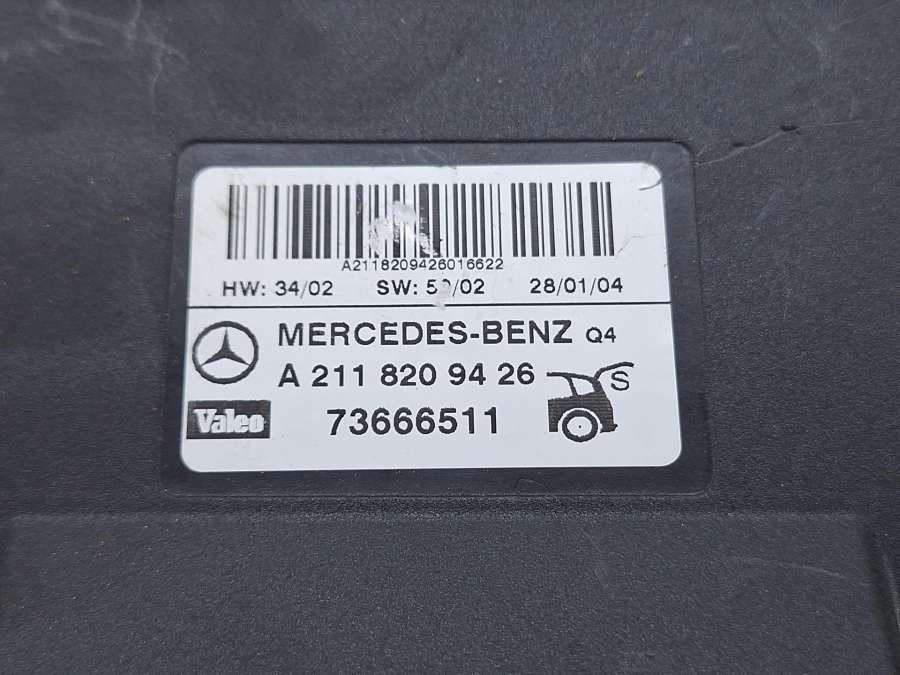 A2118209426016622
HW: 34/02 SW: 28/01/04
MERCEDES-BENZ Q4
A 211 820 94 26
S
Valeo 73666511